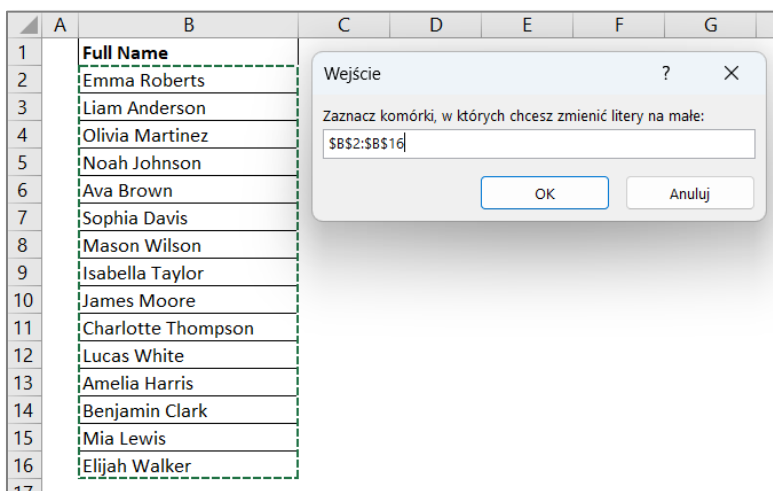 A B C D E F G
1 Full Name
2 Emma Roberts
3 Liam Anderson
4 Olivia Martinez
5 Noah Johnson
6 Ava Brown
7 Sophia Davis
8 Mason Wilson
9 Isabella Taylor
10 James Moore
11 Charlotte Thompson
12 Lucas White
13 Amelia Harris
14 Benjamin Clark
15 Mia Lewis
16 Elijah Walker
17
Wejście ? ×
Zaznacz komórki, w których chcesz zmienić litery na małe:
$B$2:$B$16
OK Anuluj